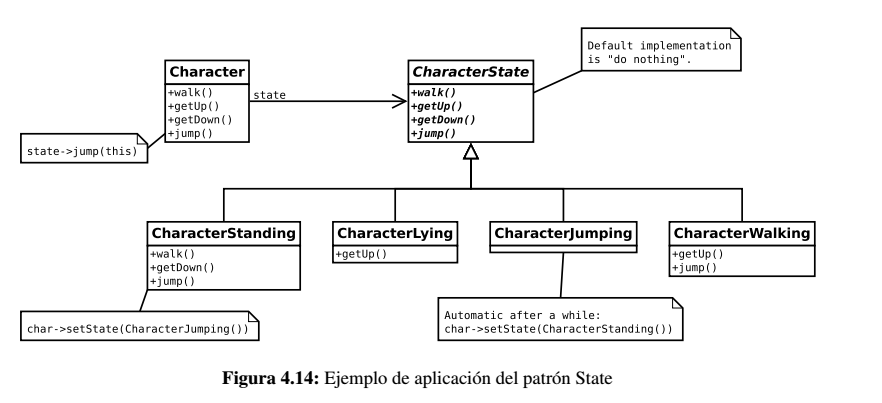 Default implementation
is "do nothing".
Character
+walk()
+getUp()
+getDown()
+jump()
state
CharacterState
+walk()
+getUp()
+getDown()
+jump()
state->jump(this)
CharacterStanding
+walk()
+getDown()
+jump()
CharacterLying
+getUp()
CharacterJumping
CharacterWalking
+getUp()
+jump()
char->setState(CharacterJumping())
Automatic after a while:
char->setState(CharacterStanding())
Figura 4.14: Ejemplo de aplicación del patrón State